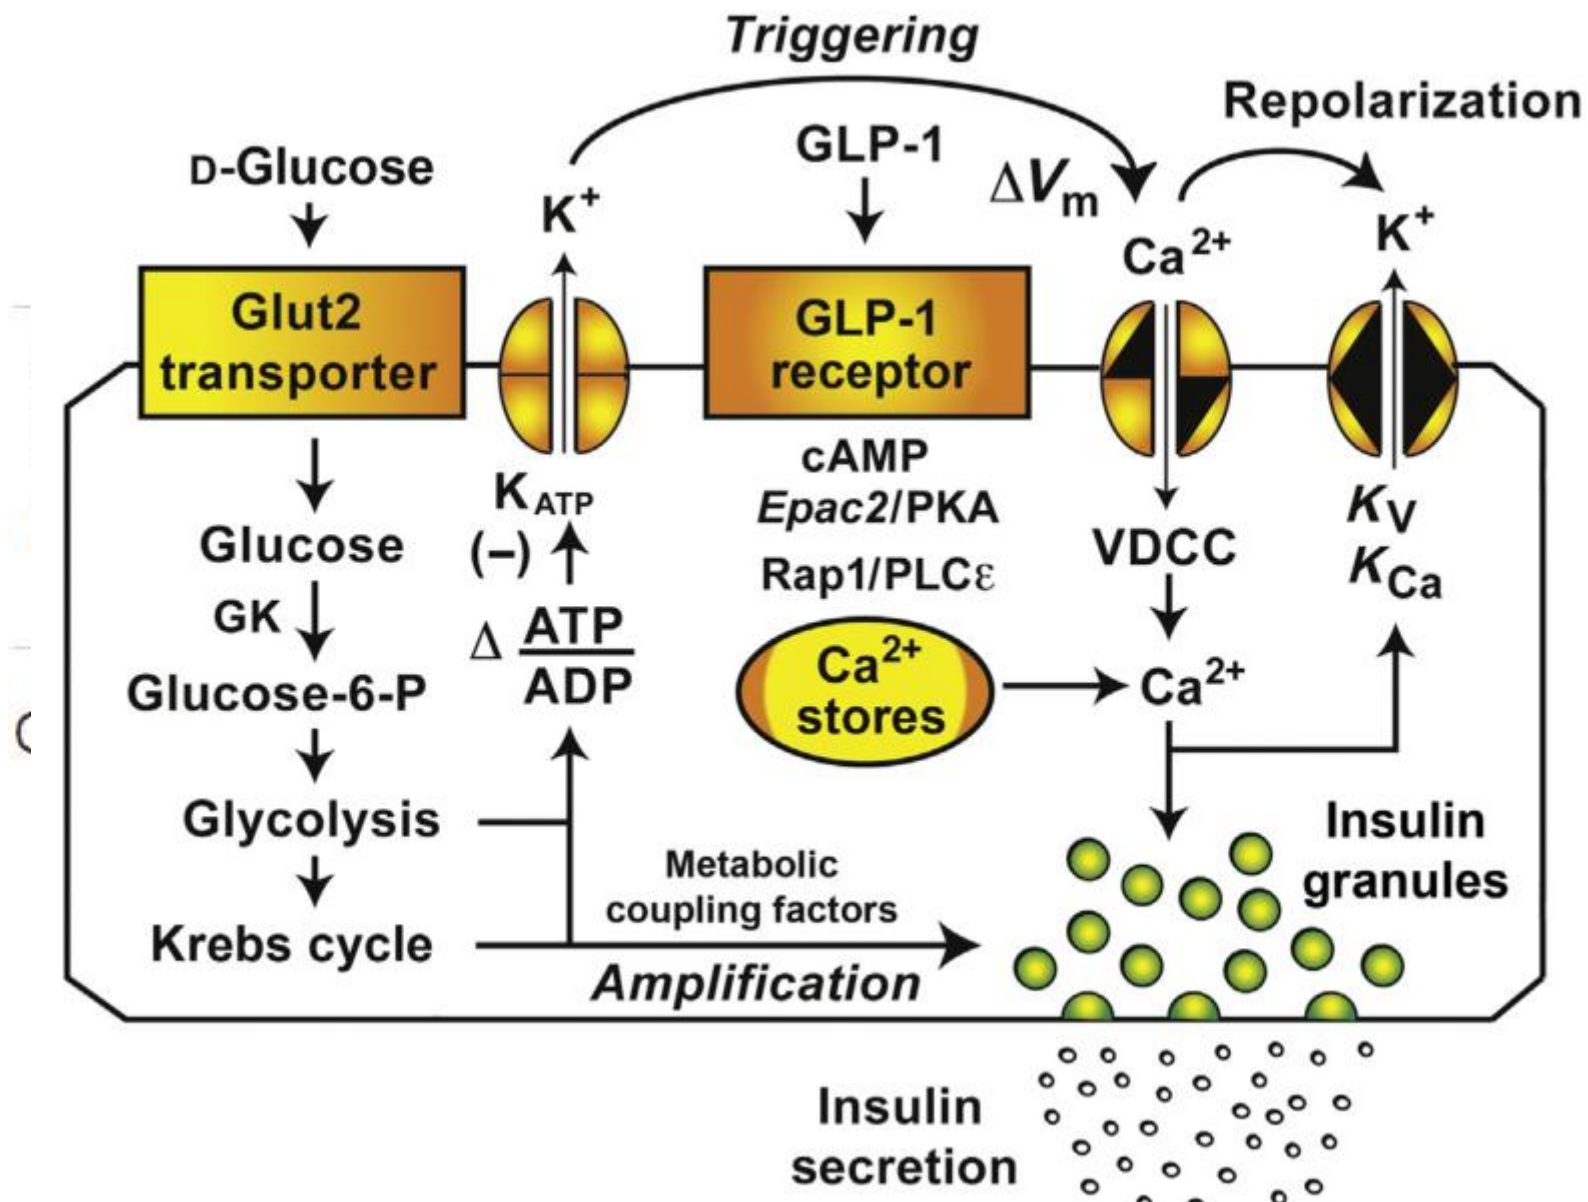 Triggering
Repolarization
D-Glucose
GLP-1
ΔVm
K+
Ca2+
K+
Glut2
transporter
GLP-1
receptor
cAMP
Epac2/PKA
Rap1/PLCε
KATP
(–)
VDCC
KV
KCa
Glucose
GK
Δ ATP
ADP
Ca2+
stores
Ca2+
Glucose-6-P
Glycolysis
Insulin
granules
Metabolic
coupling factors
Krebs cycle
Amplification
Insulin
secretion